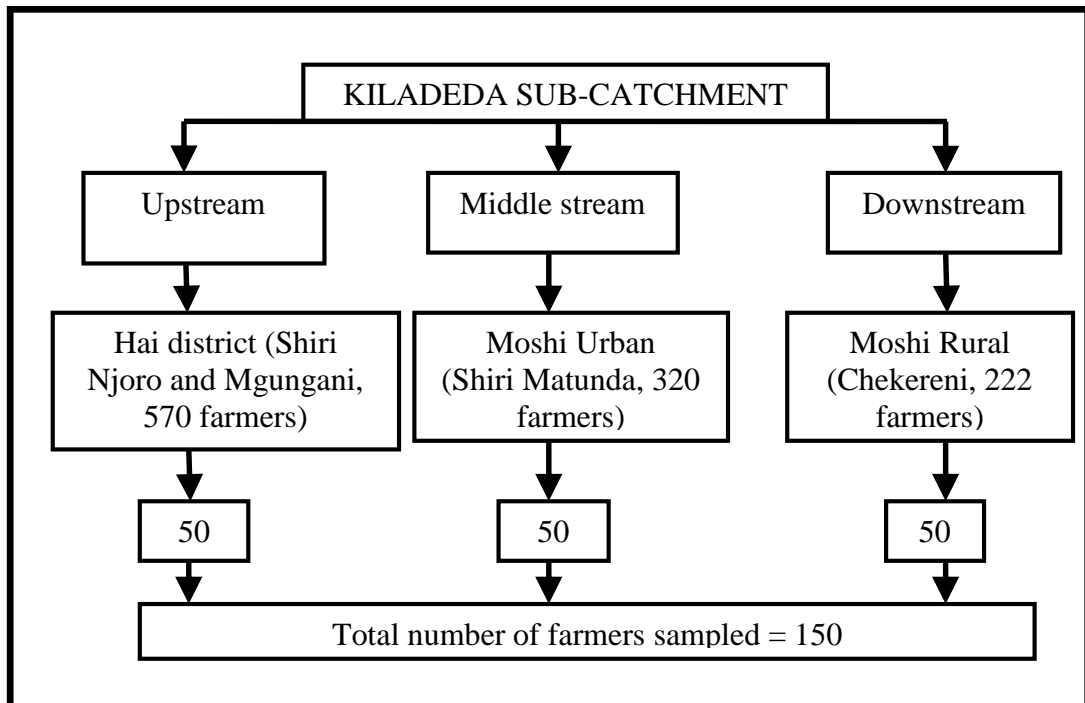 KILADEDA SUB-CATCHMENT
Upstream
Middle stream
Downstream
Hai district (Shiri
Njoro and Mgungani,
570 farmers)
Moshi Urban
(Shiri Matunda, 320
farmers)
Moshi Rural
(Chekereni, 222
farmers)
50
50
50
Total number of farmers sampled = 150